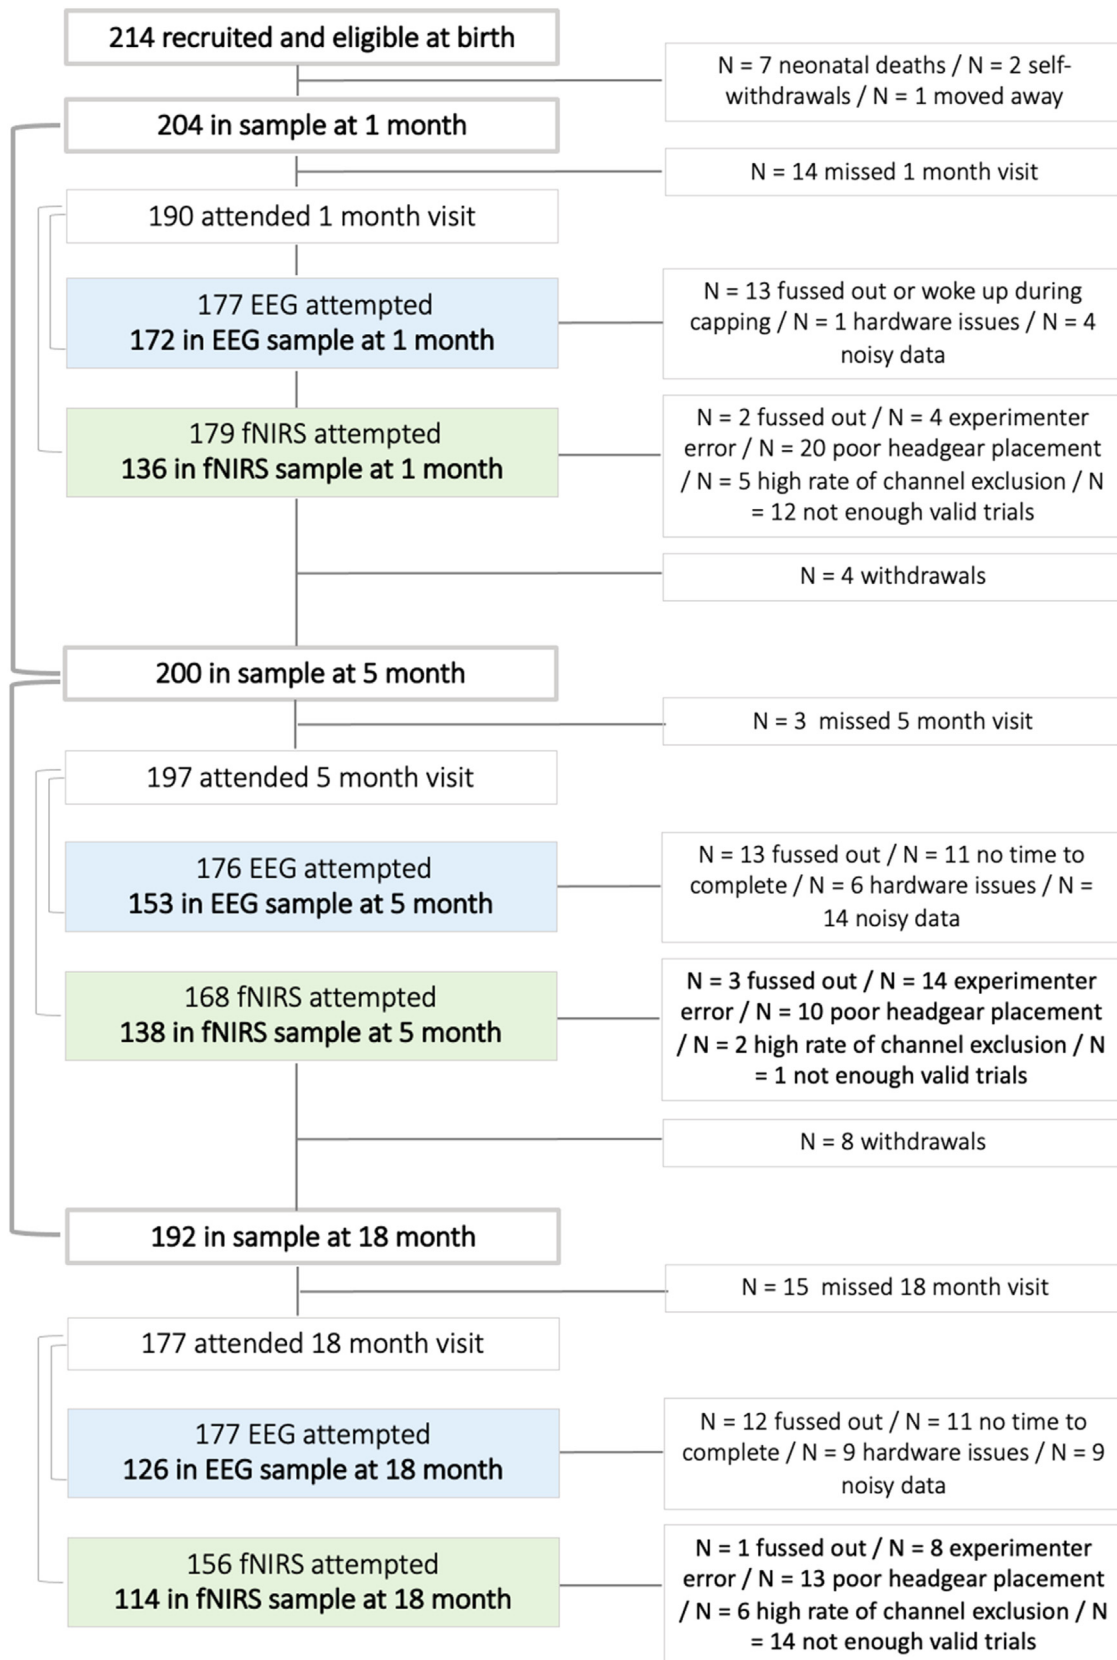 214 recruited and eligible at birth
N = 7 neonatal deaths / N = 2 self-
withdrawals / N = 1 moved away
204 in sample at 1 month
N = 14 missed 1 month visit
190 attended 1 month visit
177 EEG attempted
172 in EEG sample at 1 month
N = 13 fussed out or woke up during
capping / N = 1 hardware issues / N = 4
noisy data
179 fNIRS attempted
136 in fNIRS sample at 1 month
N = 2 fussed out / N = 4 experimenter
error / N = 20 poor headgear placement
/ N = 5 high rate of channel exclusion / N
= 12 not enough valid trials
N = 4 withdrawals
200 in sample at 5 month
N = 3 missed 5 month visit
197 attended 5 month visit
176 EEG attempted
153 in EEG sample at 5 month
N = 13 fussed out / N = 11 no time to
complete / N = 6 hardware issues / N =
14 noisy data
168 fNIRS attempted
138 in fNIRS sample at 5 month
N = 3 fussed out / N = 14 experimenter
error / N = 10 poor headgear placement
/ N = 2 high rate of channel exclusion / N
= 1 not enough valid trials
N = 8 withdrawals
192 in sample at 18 month
N = 15 missed 18 month visit
177 attended 18 month visit
177 EEG attempted
126 in EEG sample at 18 month
N = 12 fussed out / N = 11 no time to
complete / N = 9 hardware issues / N = 9
noisy data
156 fNIRS attempted
114 in fNIRS sample at 18 month
N = 1 fussed out / N = 8 experimenter
error / N = 13 poor headgear placement
/ N = 6 high rate of channel exclusion / N
= 14 not enough valid trials